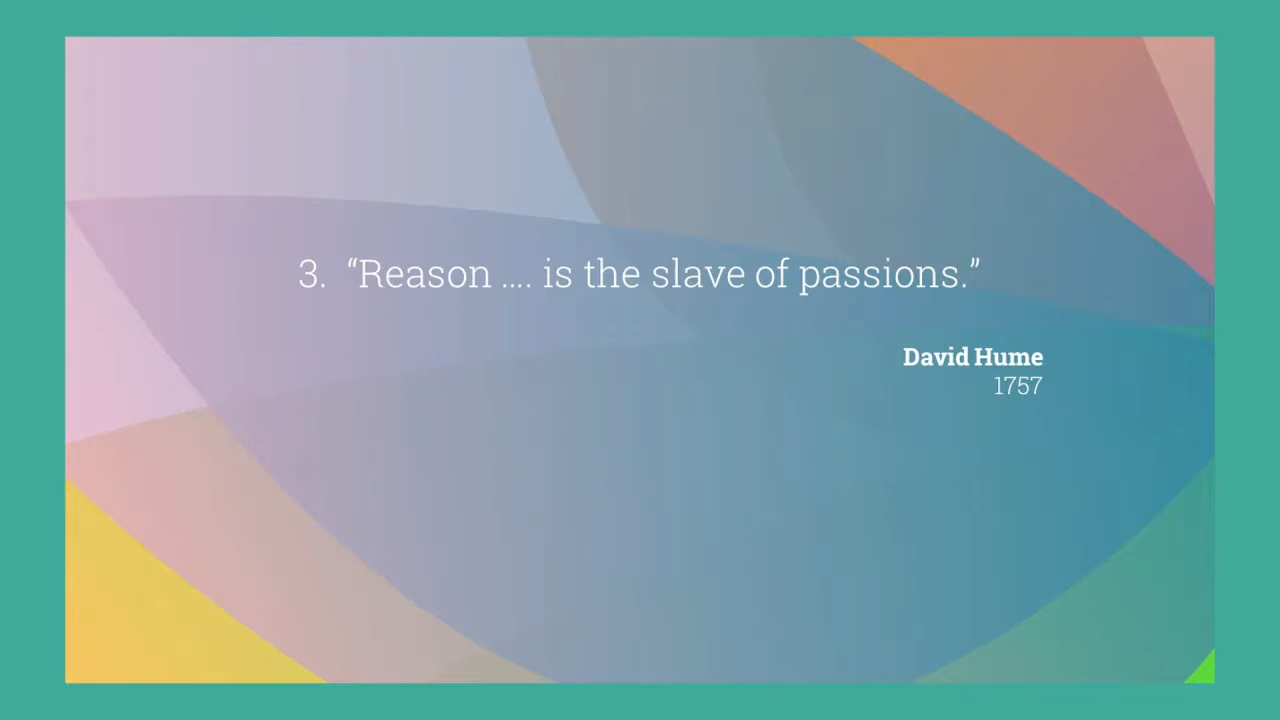 3. “Reason .... is the slave of passions.”
David Hume
1757